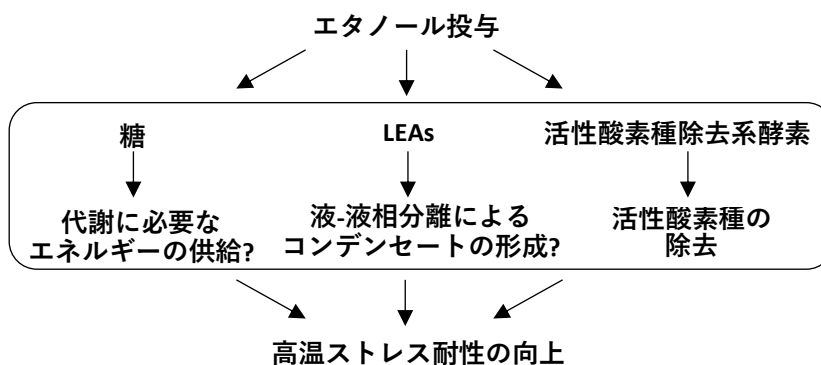 エタノール投与
糖
LEAs
活性酸素種除去系酵素
代謝に必要な
エネルギーの供給?
液-液相分離による
コンデンセートの形成?
活性酸素種の
除去
高温ストレス耐性の向上